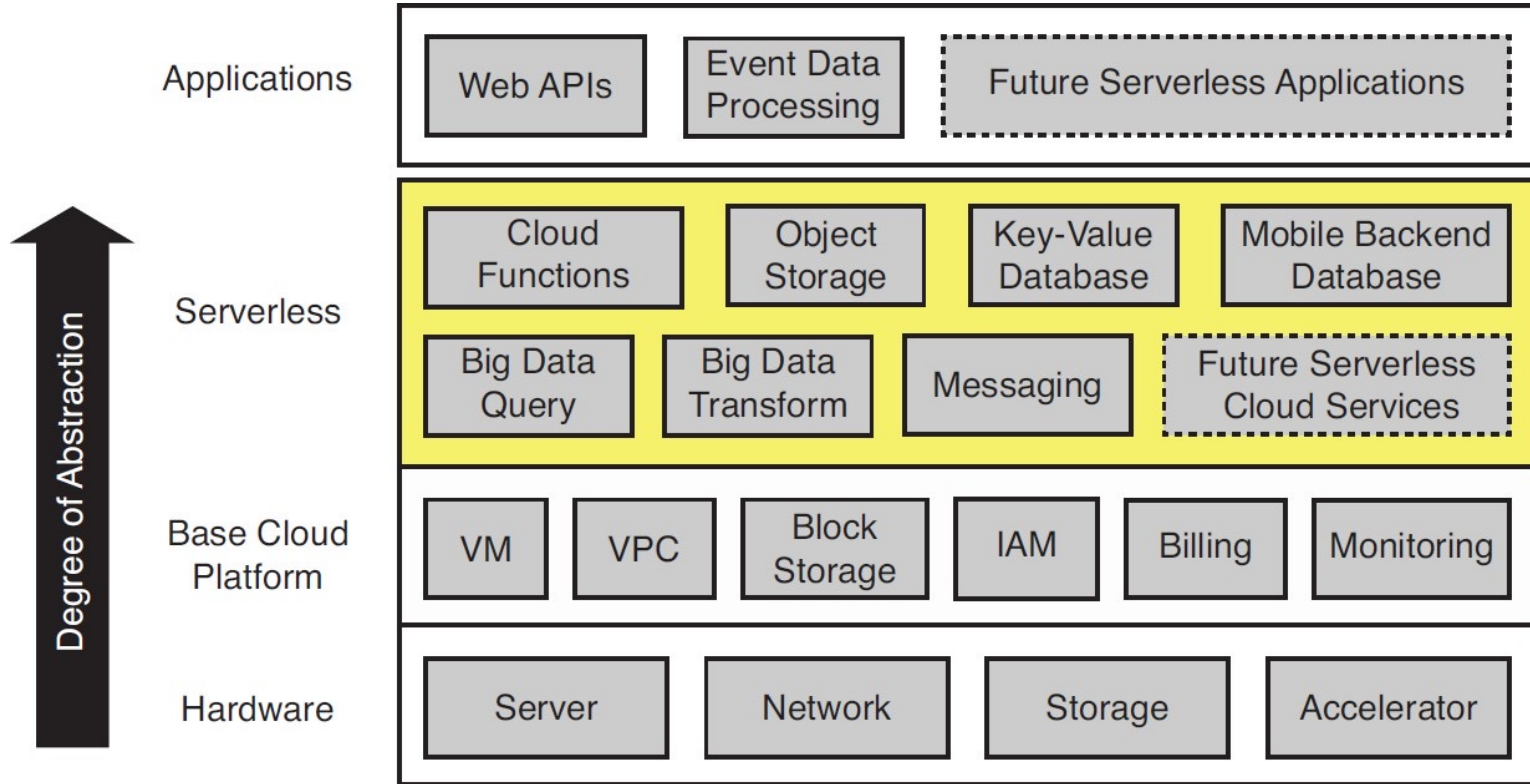 Applications
Web APIs
Event Data
Processing
Future Serverless Applications
Degree of Abstraction
Serverless
Cloud
Functions
Object
Storage
Key-Value
Database
Mobile Backend
Database
Big Data
Query
Big Data
Transform
Messaging
Future Serverless
Cloud Services
Base Cloud
Platform
VM
VPC
Block
Storage
IAM
Billing
Monitoring
Hardware
Server
Network
Storage
Accelerator